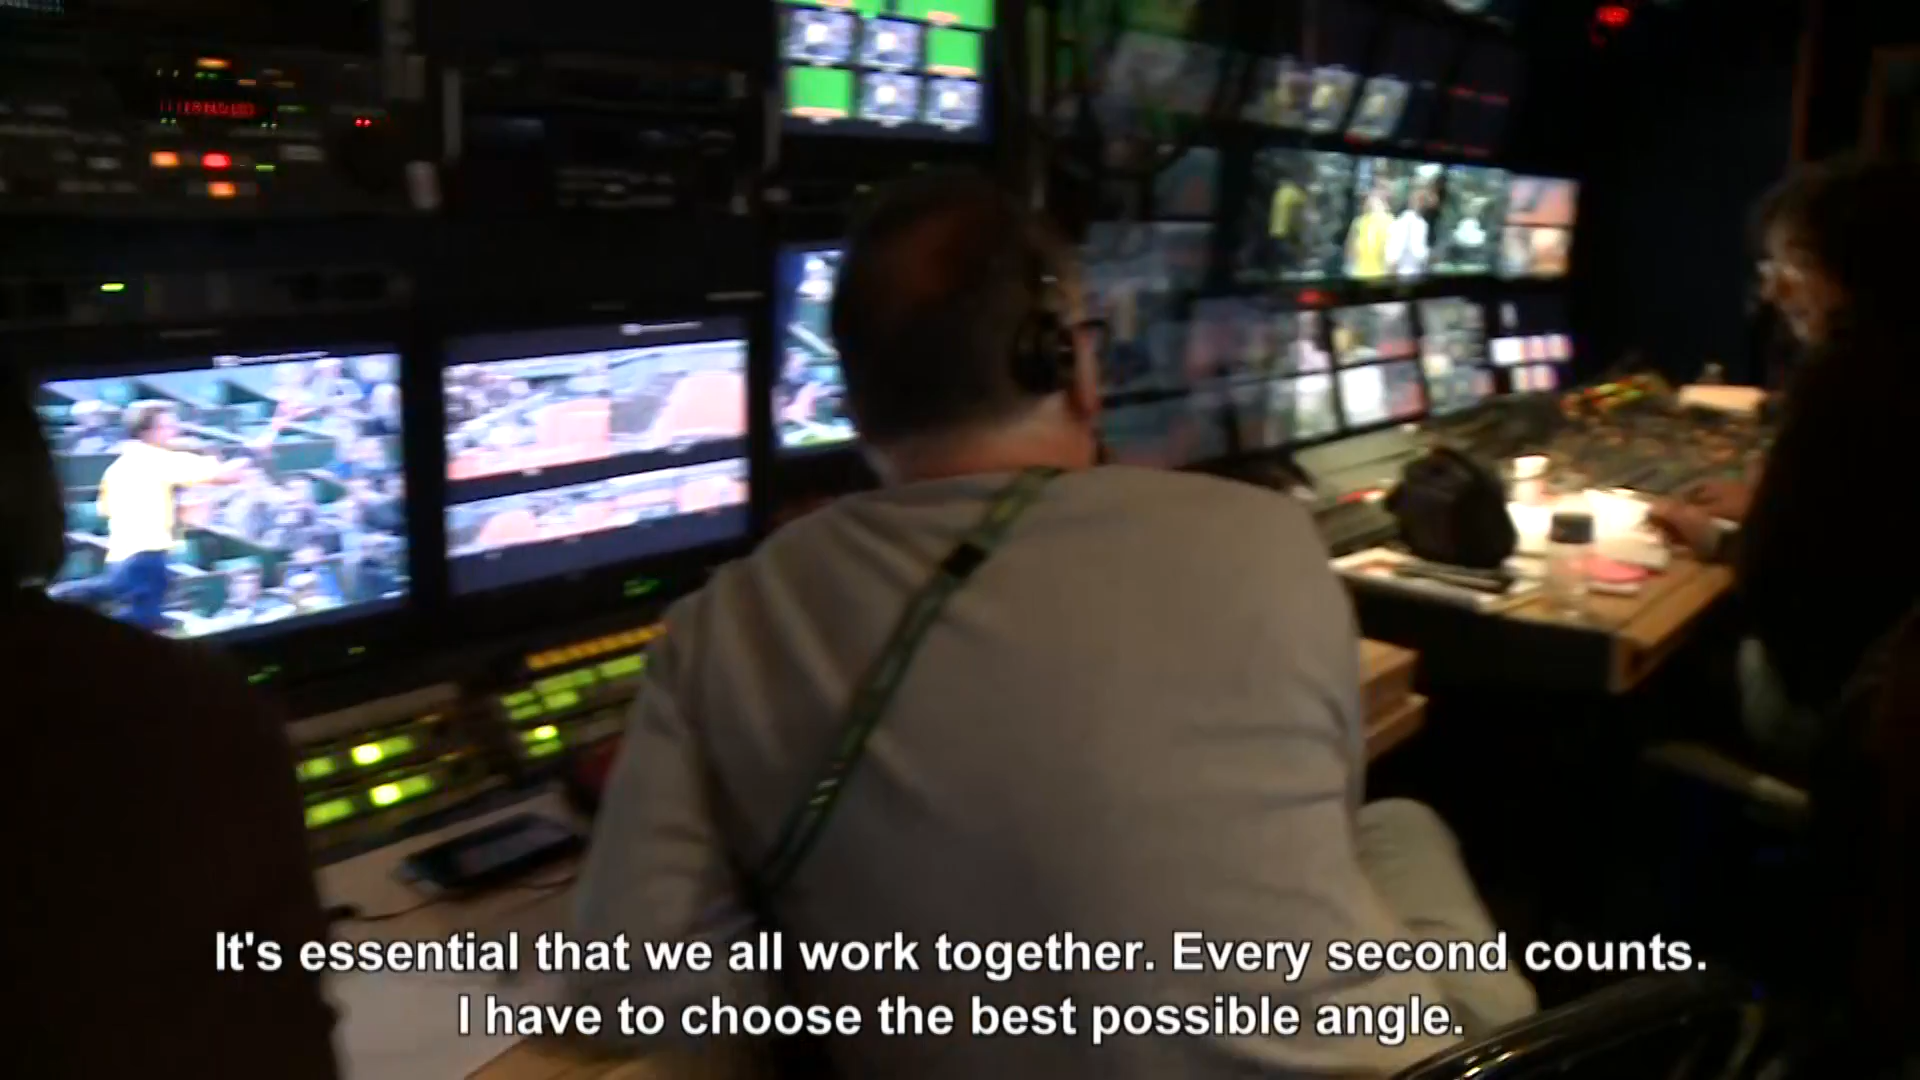 It's essential that we all work together. Every second counts.
I have to choose the best possible angle.